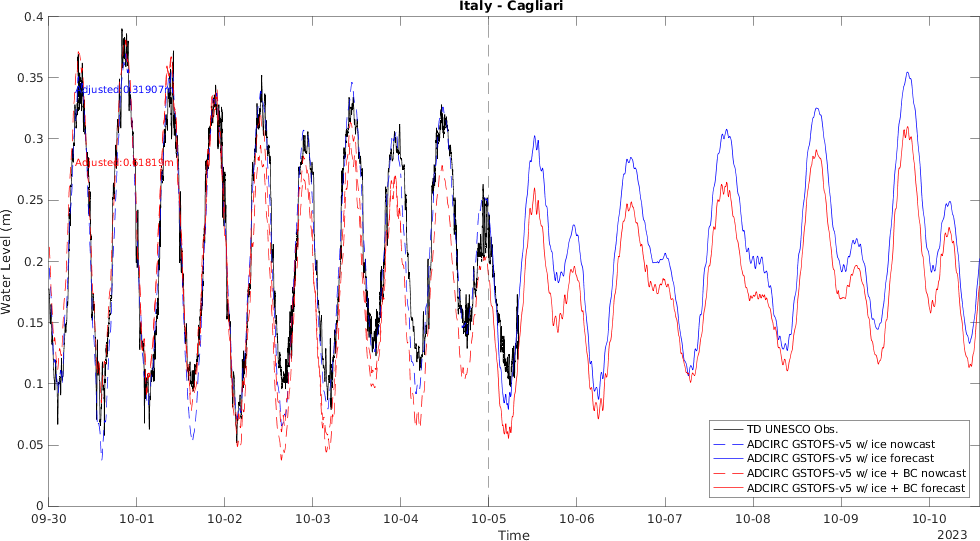 Italy - Cagliari
Water Level (m)
0.4
0.35
0.3
0.25
0.2
0.15
0.1
0.05
0
Adjusted:0.31907m
Adjusted:0.61819m
TD UNESCO Obs.
ADCIRC GSTOFS-v5 w/ ice nowcast
ADCIRC GSTOFS-v5 w/ ice forecast
ADCIRC GSTOFS-v5 w/ ice + BC nowcast
ADCIRC GSTOFS-v5 w/ ice + BC forecast
09-30 10-01 10-02 10-03 10-04 10-05 10-06 10-07 10-08 10-09 10-10
Time
2023